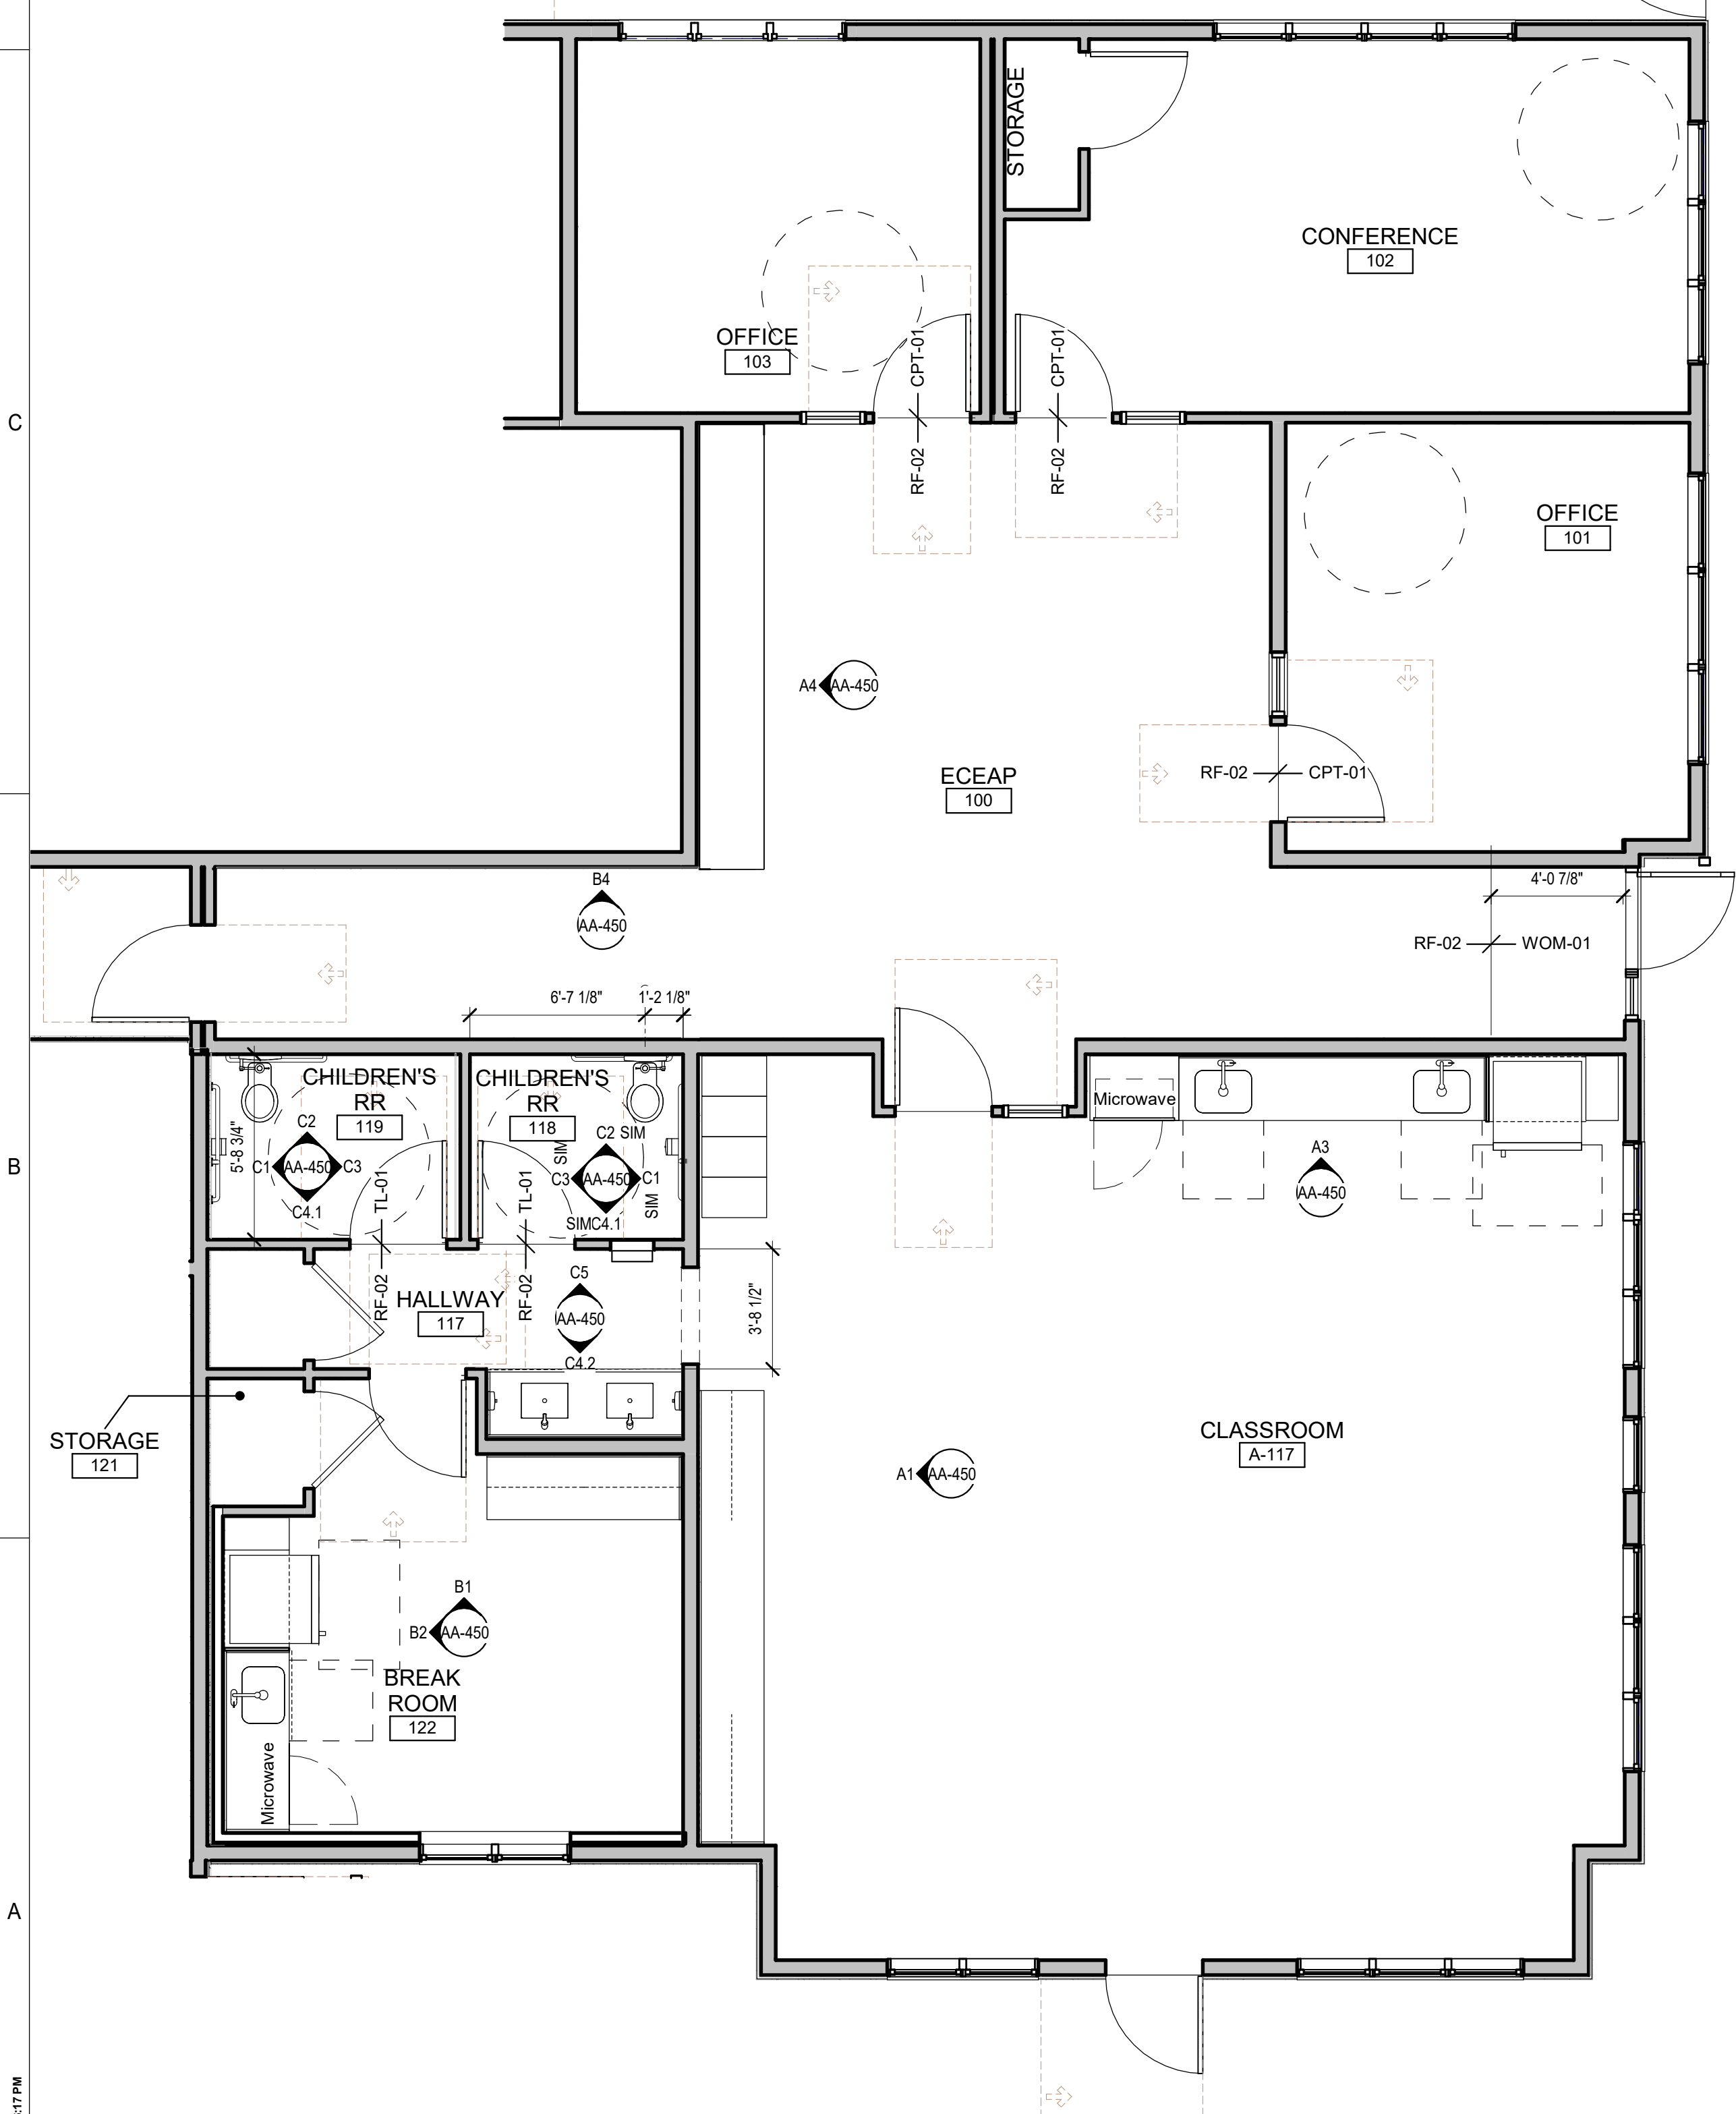 STORAGE
CONFERENCE
102
OFFICE
103
CPT-01
CPT-01
C
RF-02
RF-02
OFFICE
101
A4
AA-450
ECEAP
100
RF-02
CPT-01
B4
AA-450
4'-0 7/8"
RF-02
WOM-01
6'-7 1/8"
1'-2 1/8"
CHILDREN'S
RR
119
CHILDREN'S
RR
118
Microwave
B
5'-8 3/4"
C2
C1
AA-450
C3
C4.1
TL-01
SIM
C2
SIM
C3
AA-450
C1
SIM
SIM
C4.1
TL-01
A3
AA-450
RF-02
HALLWAY
117
RF-02
C5
AA-450
C4.2
3'-8 1/2"
STORAGE
121
CLASSROOM
A-117
A1
AA-450
B1
B2
AA-450
BREAK
ROOM
122
Microwave
A
:17 PM